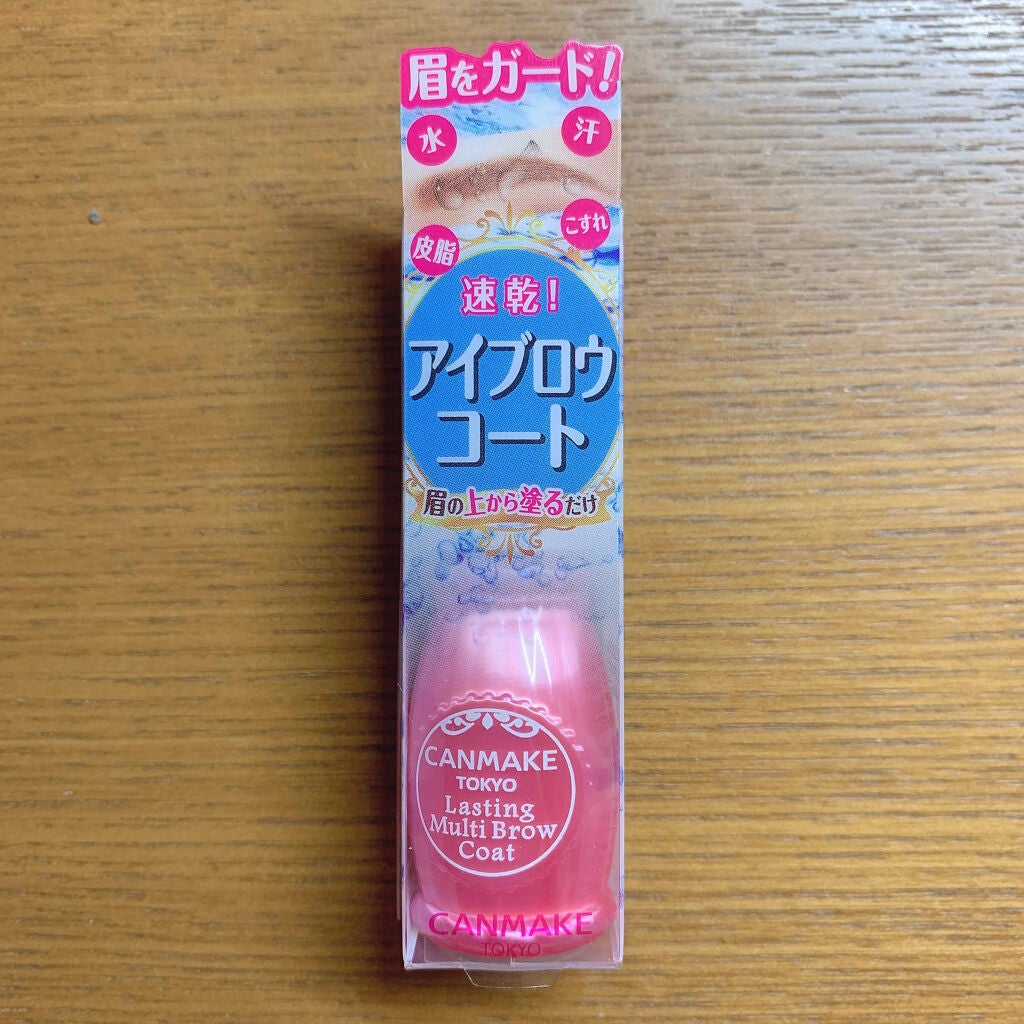 眉をガード!
水
汗
皮脂
こすれ
速乾!
アイブロウ
コート
眉の上から塗るだけ
CANMAKE
TOKYO
Lasting
Multi Brow
Coat
CANMAKE
TOKYO